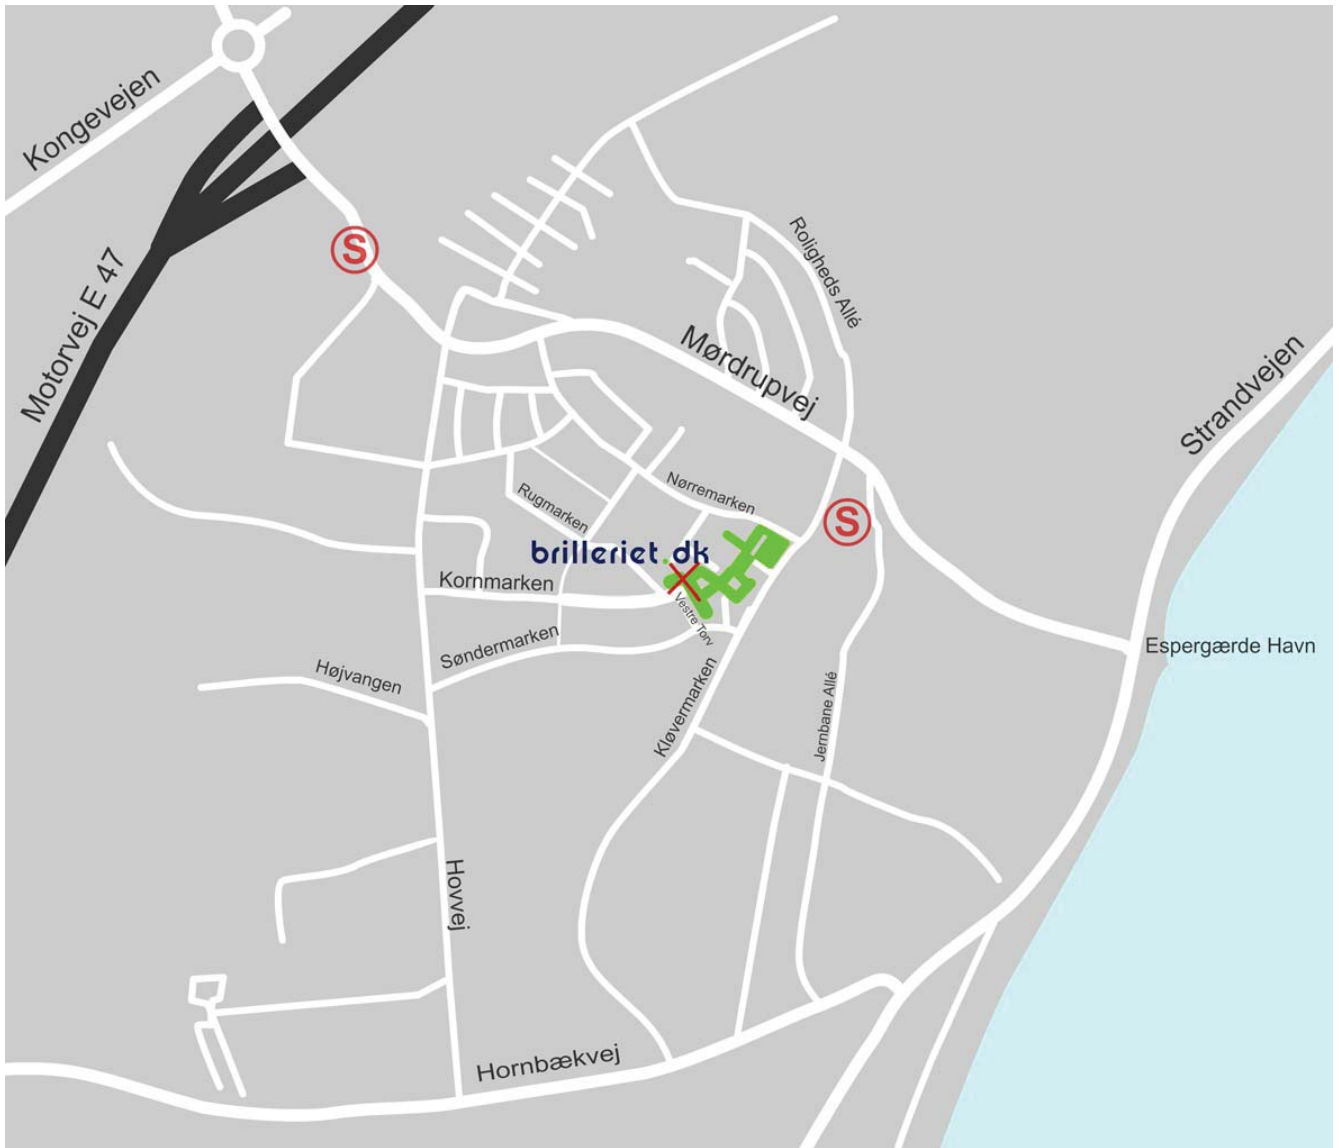 Kongevejen
Motorvej E 47
S
Roligheds Allé
Mørdrupvej
Strandvejen
Nørremarken
Rugmarken
S
brilleriet.dk
Kornmarken
Vestre Torv
Søndermarken
Espergærde Havn
Højvangen
Kløvermarken
Jernbane Allé
Hovvej
Hornbækvej